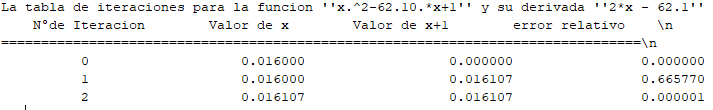 La tabla de iteraciones para la funcion ''x.^2-62.10.*x+1'' y su derivada ''2*x - 62.1''
N°de Iteracion Valor de x Valor de x+1 error relativo \n
=====================================================================================\n
0 0.016000 0.000000 0.000000
1 0.016000 0.016107 0.665770
2 0.016107 0.016107 0.000001